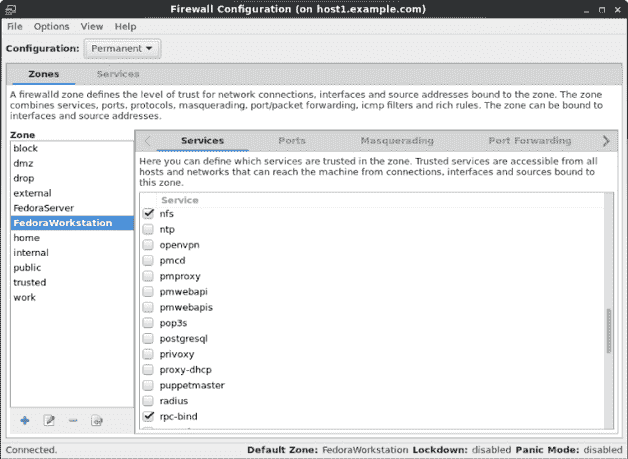 Firewall Configuration (on host1.example.com)
File Options View Help
Configuration: Permanent
Zones Services
A firewalld zone defines the level of trust for network connections, interfaces and source addresses bound to the zone. The zone
combines services, ports, protocols, masquerading, port/packet forwarding, icmp filters and rich rules. The zone can be bound to
interfaces and source addresses.
Zone
block
dmz
drop
external
FedoraServer
FedoraWorkstation
home
internal
public
trusted
work
Services Ports Masquerading Port Forwarding
Here you can define which services are trusted in the zone. Trusted services are accessible from all
hosts and networks that can reach the machine from connections, interfaces and sources bound to
this zone.
Service
nfs
ntp
openvpn
pmcd
pmproxy
pmwebapi
pmwebapis
pop3s
postgresql
privoxy
proxy-dhcp
puppetmaster
radius
rpc-bind
Connected. Default Zone: FedoraWorkstation Lockdown: disabled Panic Mode: disabled